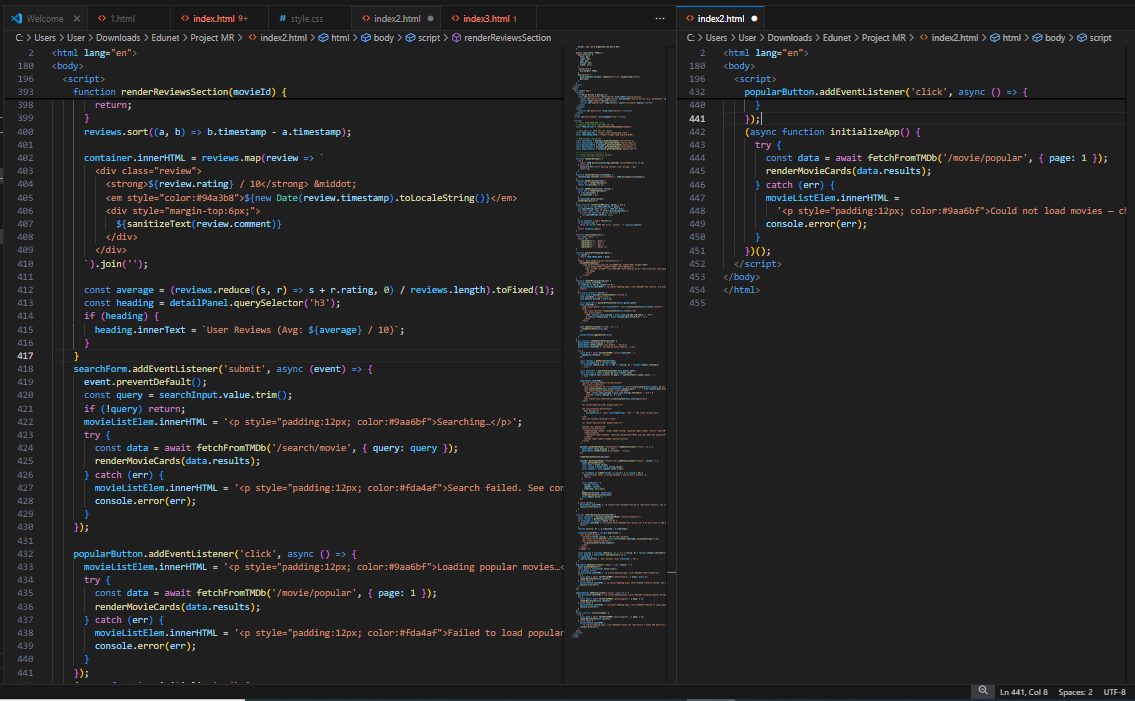 Welcome
1.html
index.html 9+
style.css
index2.html
index3.html 1
index2.html
C: > Users > User > Downloads > Edunet > Project MR > index2.html > html > body > script > renderReviewsSection
2 <html lang="en">
180 <body>
196 <script>
393 function renderReviewsSection(movieId) {
398 return;
399 }
400 reviews.sort((a, b) => b.timestamp - a.timestamp);
401
402 container.innerHTML = reviews.map(review => `
403 <div class="review">
404 <strong>${review.rating} / 10</strong> &middot;
405 <em style="color:#94a3b8">${new Date(review.timestamp).toLocaleString()}</em>
406 <div style="margin-top:6px;">
407 ${sanitizeText(review.comment)}
408 </div>
409 </div>
410 `).join('');
411
412 const average = (reviews.reduce((s, r) => s + r.rating, 0) / reviews.length).toFixed(1);
413 const heading = detailPanel.querySelector('h3');
414 if (heading) {
415 heading.innerText = `User Reviews (Avg: ${average} / 10)`;
416 }
417 }
418 searchForm.addEventListener('submit', async (event) => {
419 event.preventDefault();
420 const query = searchInput.value.trim();
421 if (!query) return;
422 movieListElem.innerHTML = '<p style="padding:12px; color:#9aa6bf">Searching…</p>';
423 try {
424 const data = await fetchFromTMDb('/search/movie', { query: query });
425 renderMovieCards(data.results);
426 } catch (err) {
427 movieListElem.innerHTML = '<p style="padding:12px; color:#fda4af">Search failed. See con
428 console.error(err);
429 }
430 });
431
432 popularButton.addEventListener('click', async () => {
433 movieListElem.innerHTML = '<p style="padding:12px; color:#9aa6bf">Loading popular movies…<
434 try {
435 const data = await fetchFromTMDb('/movie/popular', { page: 1 });
436 renderMovieCards(data.results);
437 } catch (err) {
438 movieListElem.innerHTML = '<p style="padding:12px; color:#fda4af">Failed to load popular
439 console.error(err);
440 }
441 });
C: > Users > User > Downloads > Edunet > Project MR > index2.html > html > body > script
2 <html lang="en">
180 <body>
196 <script>
432 popularButton.addEventListener('click', async () => {
440 }
441 });
442 (async function initializeApp() {
443 try {
444 const data = await fetchFromTMDb('/movie/popular', { page: 1 });
445 renderMovieCards(data.results);
446 } catch (err) {
447 movieListElem.innerHTML =
448 '<p style="padding:12px; color:#9aa6bf">Could not load movies — ch
449 console.error(err);
450 }
451 })();
452 </script>
453 </body>
454 </html>
455
Ln 441, Col 8 Spaces: 2 UTF-8